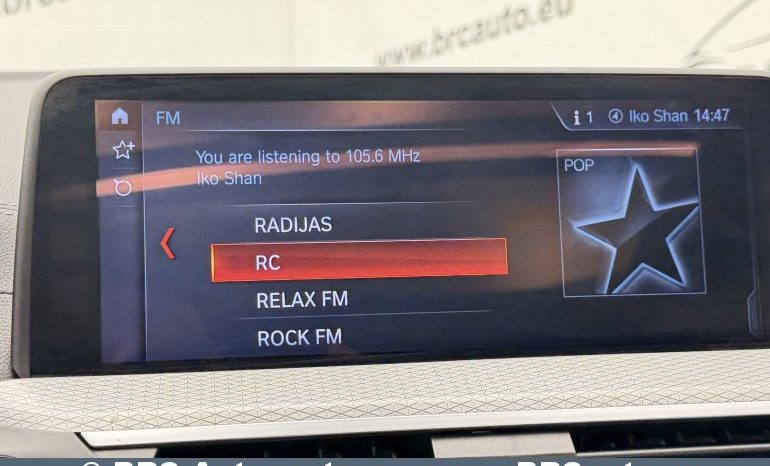 www.brcauto.eu
FM
i 1 ④ Iko Shan 14:47
You are listening to 105.6 MHz
Iko Shan
POP
RADIJAS
RC
RELAX FM
ROCK FM